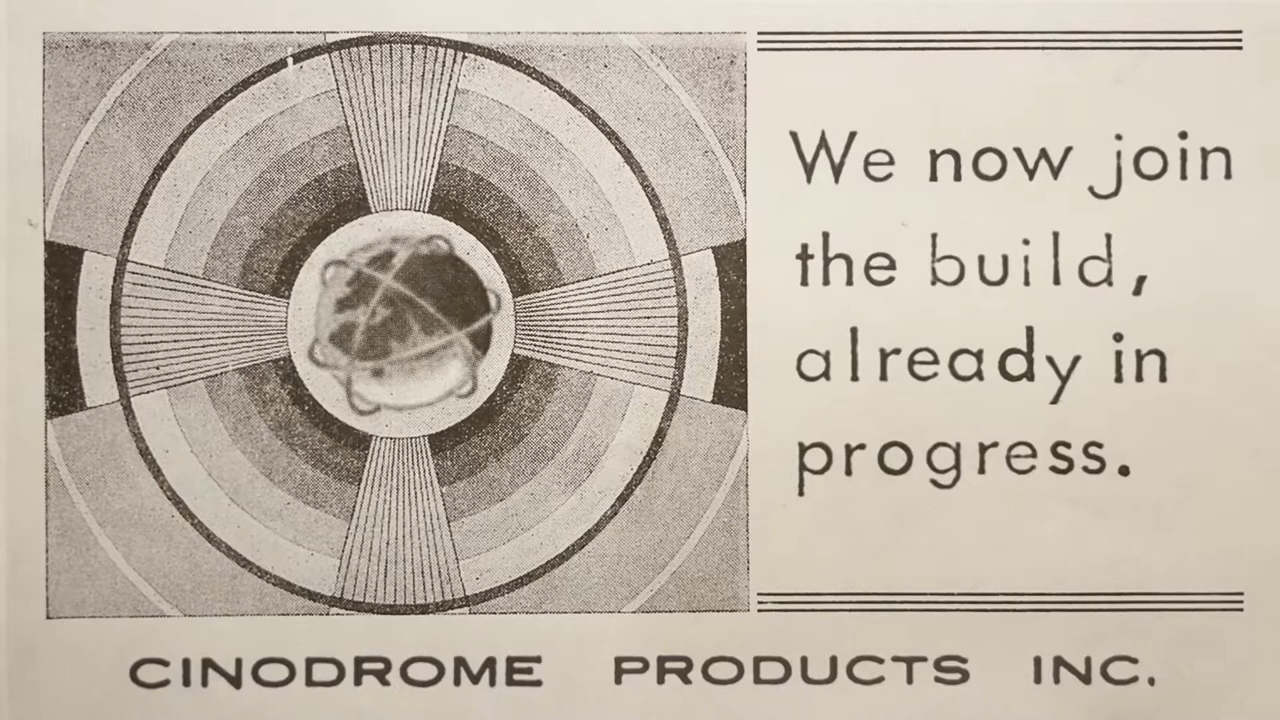 We now join
the build,
already in
progress.
CINODROME PRODUCTS INC.